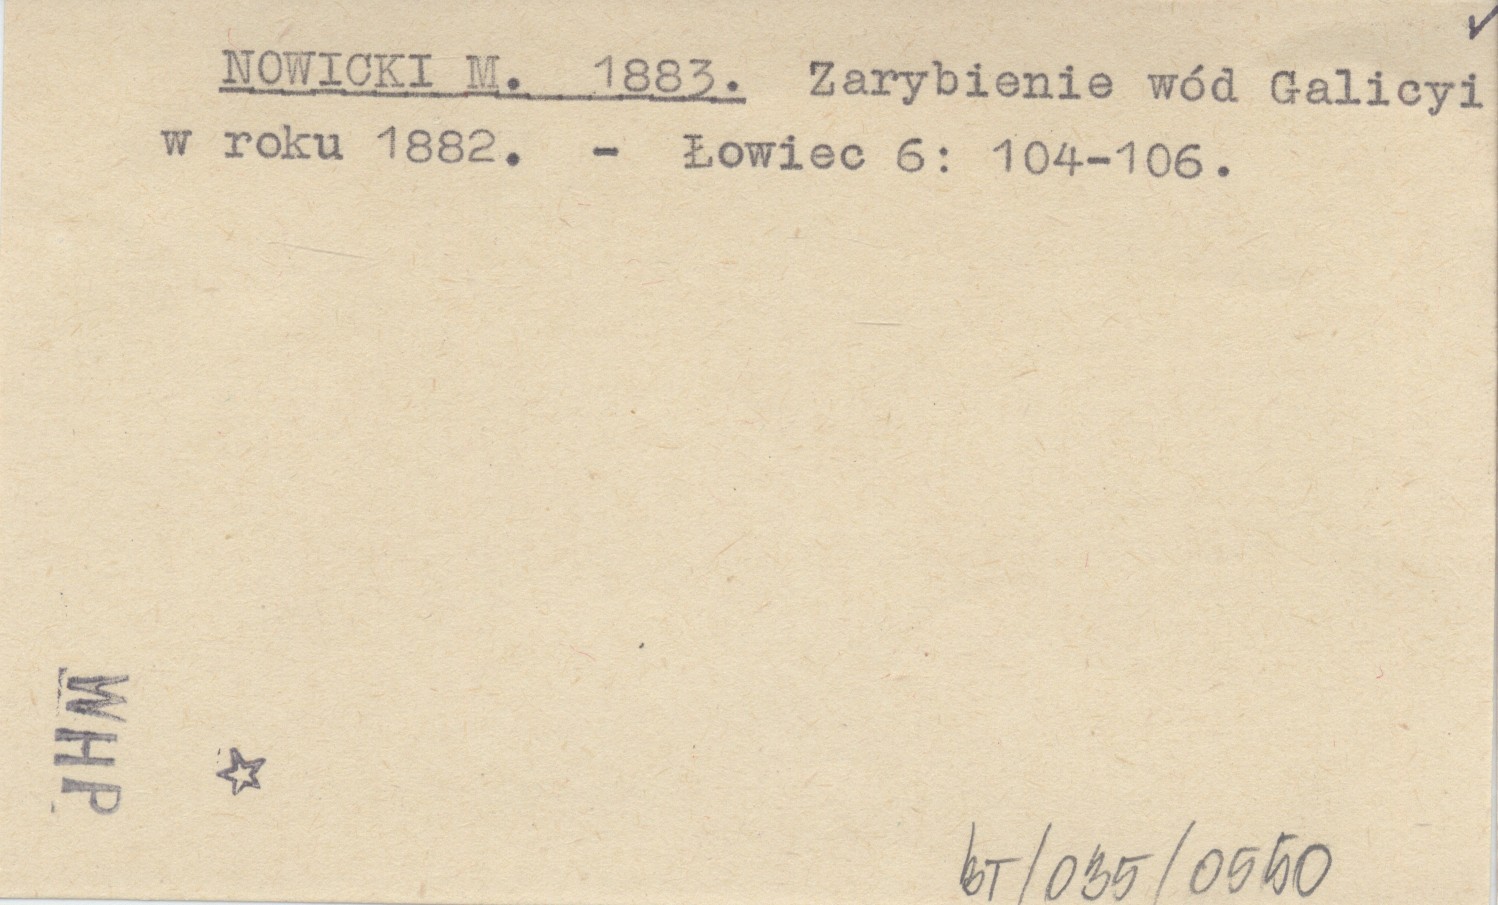 NOWICKI M. 1883. Zarybienie wód Galicyi
w roku 1882. - Łowiec 6: 104-106.
WHP
BT/035/0550